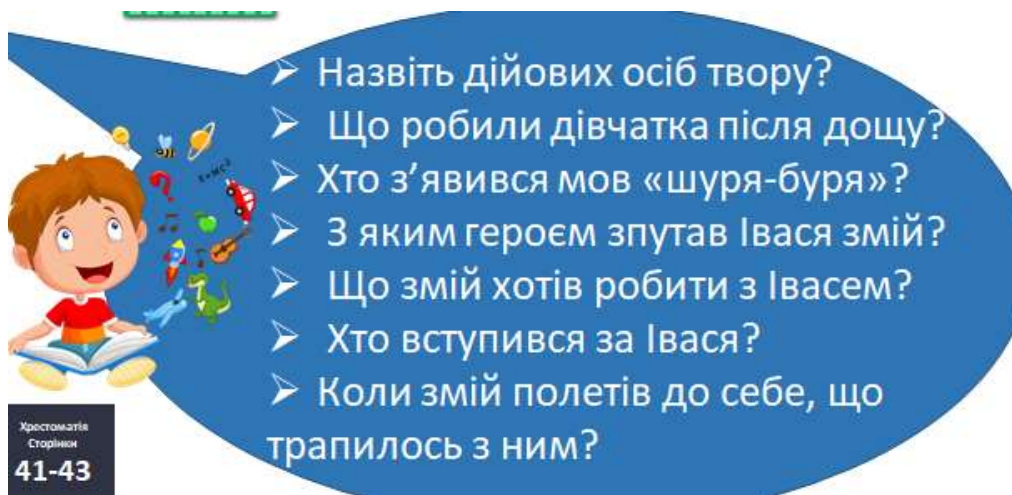 ➢ Назвіть дійових осіб твору?
➢ Що робили дівчатка після дощу?
➢ Хто з’явився мов «шуря-буря»?
➢ З яким героєм зпутав Івася змій?
➢ Що змій хотів робити з Івасем?
➢ Хто вступився за Івася?
➢ Коли змій полетів до себе, що
трапилось з ним?
E=MC²
Хрестоматія
Сторінки
41-43